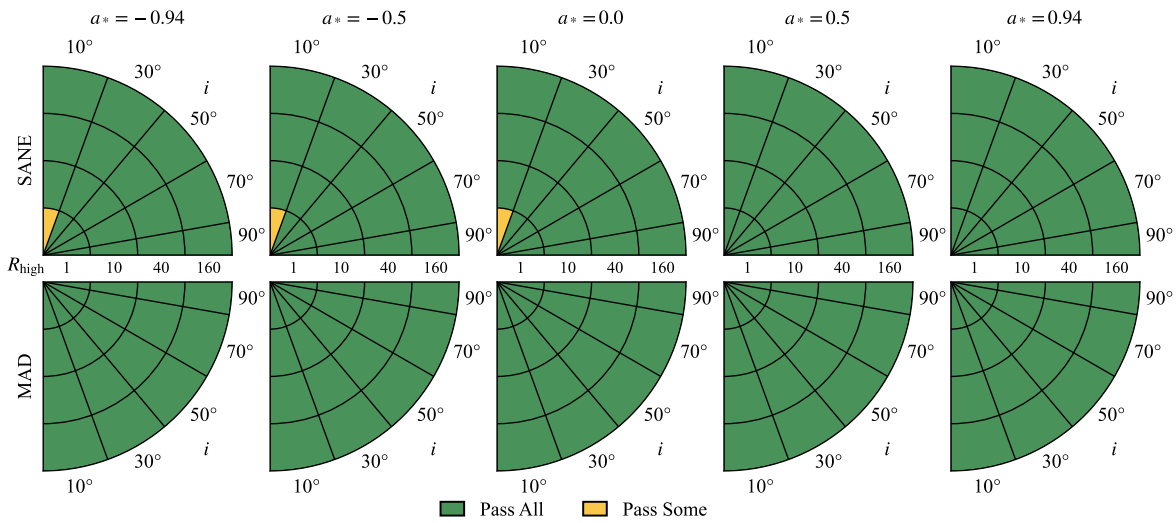 a* = −0.94 a* = −0.5 a* = 0.0 a* = 0.5 a* = 0.94
10° 10° 10° 10° 10°
30° 30° 30° 30° 30°
i i i i i
50° 50° 50° 50° 50°
SANE
70° 70° 70° 70° 70°
90° 90° 90° 90° 90°
R_high 1 10 40 160 1 10 40 160 1 10 40 160 1 10 40 160 1 10 40 160
90° 90° 90° 90° 90°
70° 70° 70° 70° 70°
MAD
50° 50° 50° 50° 50°
i i i i i
30° 30° 30° 30° 30°
10° 10° 10° 10° 10°
Pass All Pass Some